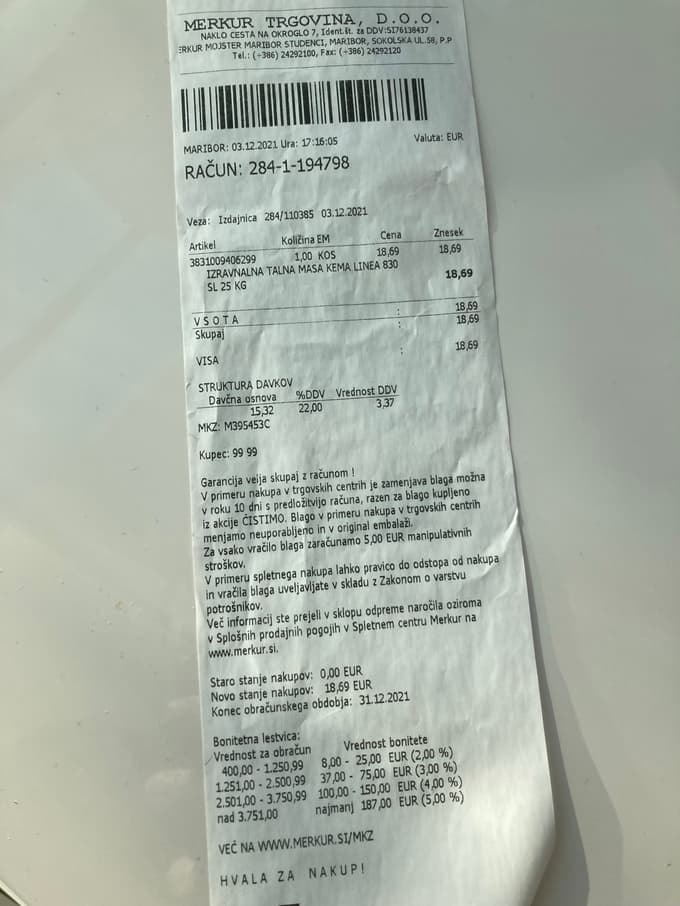 MERKUR TRGOVINA, D.O.O.
NAKLO CESTA NA OKROGLO 7, Ident.št. za DDV:SI76138437
ERKUR MOJSTER MARIBOR STUDENCI, MARIBOR, SOKOLSKA UL.58, P.P
Tel.: (+386) 24292100, Fax: (+386) 24292120
MARIBOR: 03.12.2021 Ura: 17:16:05 Valuta: EUR
RAČUN: 284-1-194798
Veza: Izdajnica 284/110385 03.12.2021
Artikel Količina EM Cena Znesek
3831009406299 1,00 KOS 18,69 18,69
IZRAVNALNA TALNA MASA KEMA LINEA 830
SL 25 KG 18,69
VSOTA : 18,69
Skupaj : 18,69
VISA : 18,69
STRUKTURA DAVKOV
Davčna osnova %DDV Vrednost DDV
15,32 22,00 3,37
MKZ: M395453C
Kupec: 99 99
Garancija velja skupaj z računom !
V primeru nakupa v trgovskih centrih je zamenjava blaga možna
v roku 10 dni s predložitvijo računa, razen za blago kupljeno
iz akcije ČISTIMO. Blago v primeru nakupa v trgovskih centrih
menjamo neuporabljeno in v original embalaži.
Za vsako vračilo blaga zaračunamo 5,00 EUR manipulativnih
stroškov.
V primeru spletnega nakupa lahko pravico do odstopa od nakupa
in vračila blaga uveljavljate v skladu z Zakonom o varstvu
potrošnikov.
Več informacij ste prejeli v sklopu odpreme naročila oziroma
v Splošnih prodajnih pogojih v Spletnem centru Merkur na
www.merkur.si.
Staro stanje nakupov: 0,00 EUR
Novo stanje nakupov: 18,69 EUR
Konec obračunskega obdobja: 31.12.2021
Bonitetna lestvica:
Vrednost za obračun Vrednost bonitete
400,00 - 1.250,99 8,00 - 25,00 EUR (2,00 %)
1.251,00 - 2.500,99 37,00 - 75,00 EUR (3,00 %)
2.501,00 - 3.750,99 100,00 - 150,00 EUR (4,00 %)
nad 3.751,00 najmanj 187,00 EUR (5,00 %)
VEČ NA WWW.MERKUR.SI/MKZ
HVALA ZA NAKUP!